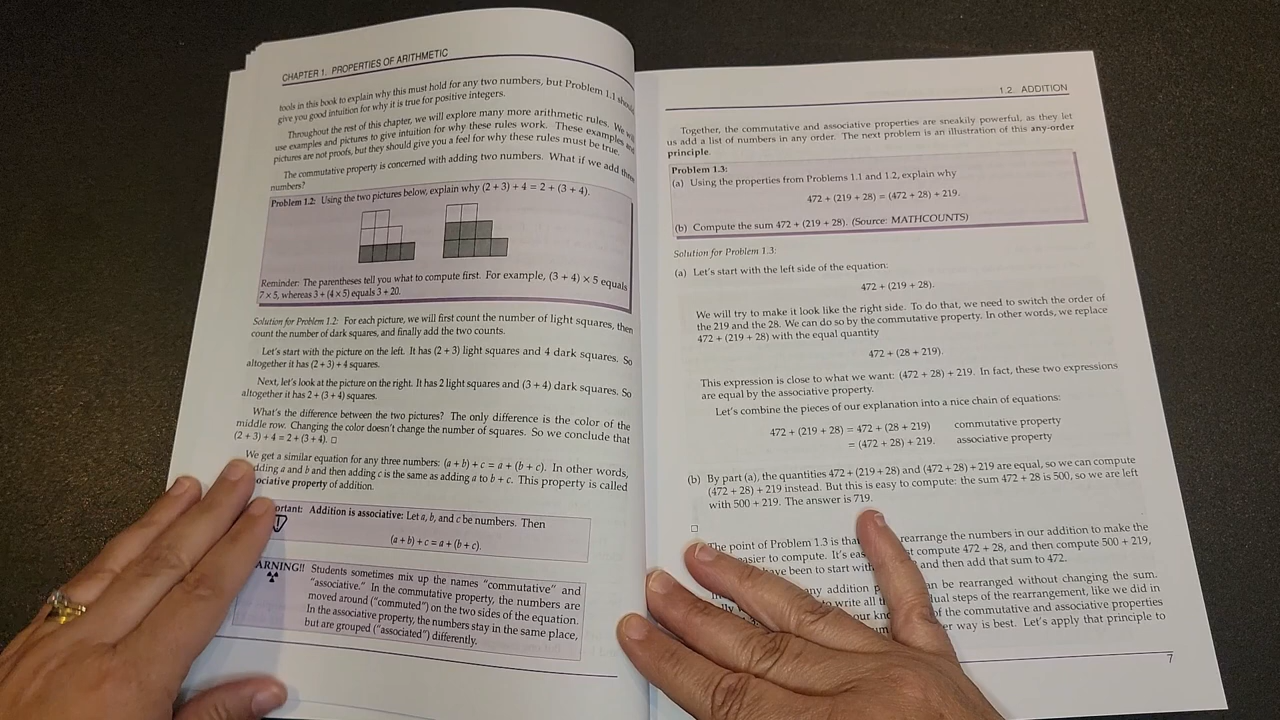 CHAPTER 1. PROPERTIES OF ARITHMETIC
tools in this book to explain why this must hold for any two numbers, but Problem 1.1 should
give you good intuition for why it is true for positive integers.
Throughout the rest of this chapter, we will explore many more arithmetic rules. We will
use examples and pictures to give intuition for why these rules work. These examples and
pictures are not proofs, but they should give you a feel for why these rules must be true.
The commutative property is concerned with adding two numbers. What if we add three
numbers?
Problem 1.2: Using the two pictures below, explain why (2 + 3) + 4 = 2 + (3 + 4).
Reminder: The parentheses tell you what to compute first. For example, (3 + 4) × 5 equals
7 × 5, whereas 3 + (4 × 5) equals 3 + 20.
Solution for Problem 1.2: For each picture, we will first count the number of light squares, then
count the number of dark squares, and finally add the two counts.
Let's start with the picture on the left. It has (2 + 3) light squares and 4 dark squares. So
altogether it has (2 + 3) + 4 squares.
Next, let's look at the picture on the right. It has 2 light squares and (3 + 4) dark squares. So
altogether it has 2 + (3 + 4) squares.
What's the difference between the two pictures? The only difference is the color of the
middle row. Changing the color doesn't change the number of squares. So we conclude that
(2 + 3) + 4 = 2 + (3 + 4). □
We get a similar equation for any three numbers: (a + b) + c = a + (b + c). In other words,
dding a and b and then adding c is the same as adding a to b + c. This property is called
ociative property of addition.
ortant: Addition is associative: Let a, b, and c be numbers. Then
(a + b) + c = a + (b + c).
ARNING!! Students sometimes mix up the names "commutative" and
"associative." In the commutative property, the numbers are
moved around ("commuted") on the two sides of the equation.
In the associative property, the numbers stay in the same place,
but are grouped ("associated") differently.
1.2. ADDITION
Together, the commutative and associative properties are sneakily powerful, as they let
us add a list of numbers in any order. The next problem is an illustration of this any-order
principle.
Problem 1.3:
(a) Using the properties from Problems 1.1 and 1.2, explain why
472 + (219 + 28) = (472 + 28) + 219.
(b) Compute the sum 472 + (219 + 28). (Source: MATHCOUNTS)
Solution for Problem 1.3:
(a) Let's start with the left side of the equation:
472 + (219 + 28).
We will try to make it look like the right side. To do that, we need to switch the order of
the 219 and the 28. We can do so by the commutative property. In other words, we replace
472 + (219 + 28) with the equal quantity
472 + (28 + 219).
This expression is close to what we want: (472 + 28) + 219. In fact, these two expressions
are equal by the associative property.
Let's combine the pieces of our explanation into a nice chain of equations:
472 + (219 + 28) = 472 + (28 + 219) commutative property
= (472 + 28) + 219. associative property
(b) By part (a), the quantities 472 + (219 + 28) and (472 + 28) + 219 are equal, so we can compute
(472 + 28) + 219 instead. But this is easy to compute: the sum 472 + 28 is 500, so we are left
with 500 + 219. The answer is 719.
□
The point of Problem 1.3 is that rearrange the numbers in our addition to make the
easier to compute. It's eas st compute 472 + 28, and then compute 500 + 219,
have been to start with and then add that sum to 472.
any addition p an be rearranged without changing the sum.
to write all th ual steps of the rearrangement, like we did in
our kn of the commutative and associative properties
er way is best. Let's apply that principle to
7